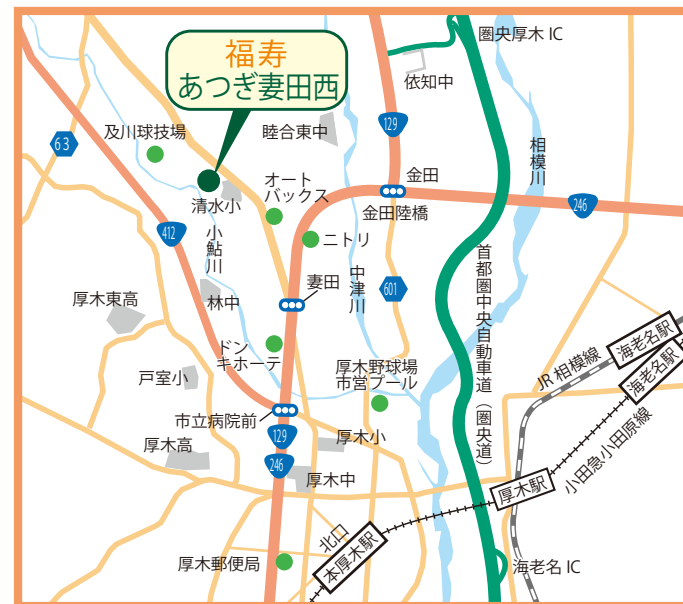 福寿
あつぎ妻田西
圏央厚木 IC
依知中
129
63
及川球技場
睦合東中
相模川
金田
清水小
オート
バックス
金田陸橋
246
412
小鮎川
ニトリ
中津川
首都圏中央自動車道（圏央道）
妻田
601
林中
厚木東高
ドン
キホーテ
厚木野球場
市営プール
海老名駅
海老名駅
JR 相模線
戸室小
市立病院前
小田急小田原線
129
厚木小
厚木高
246
厚木中
厚木駅
北口
本厚木駅
厚木郵便局
海老名 IC